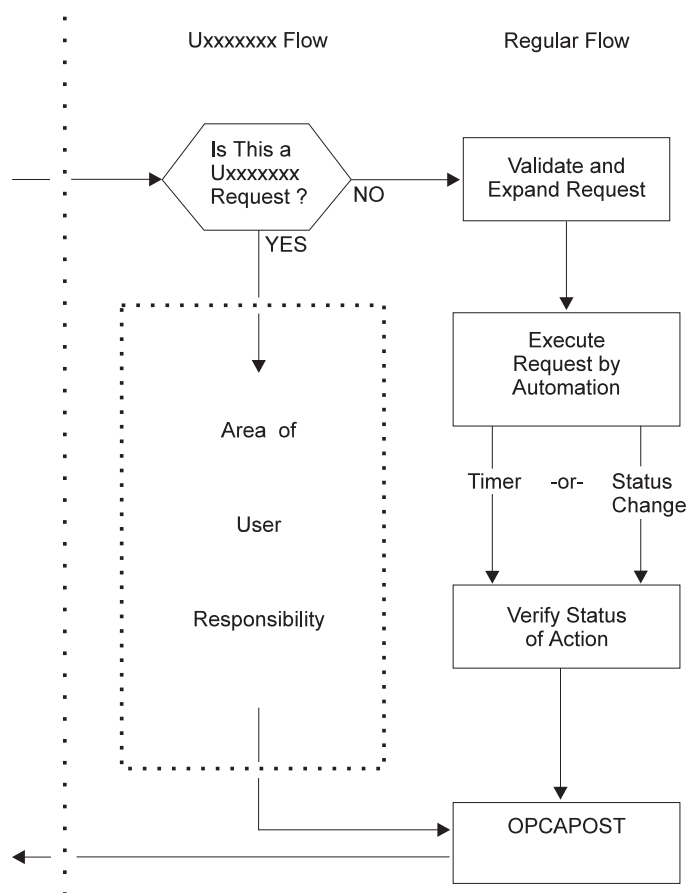 Uxxxxxxx Flow
Regular Flow
Is This a
Uxxxxxxx
Request ?
NO
YES
Validate and
Expand Request
Execute
Request by
Automation
Timer -or- Status
Change
Area of
User
Responsibility
Verify Status
of Action
OPCAPOST